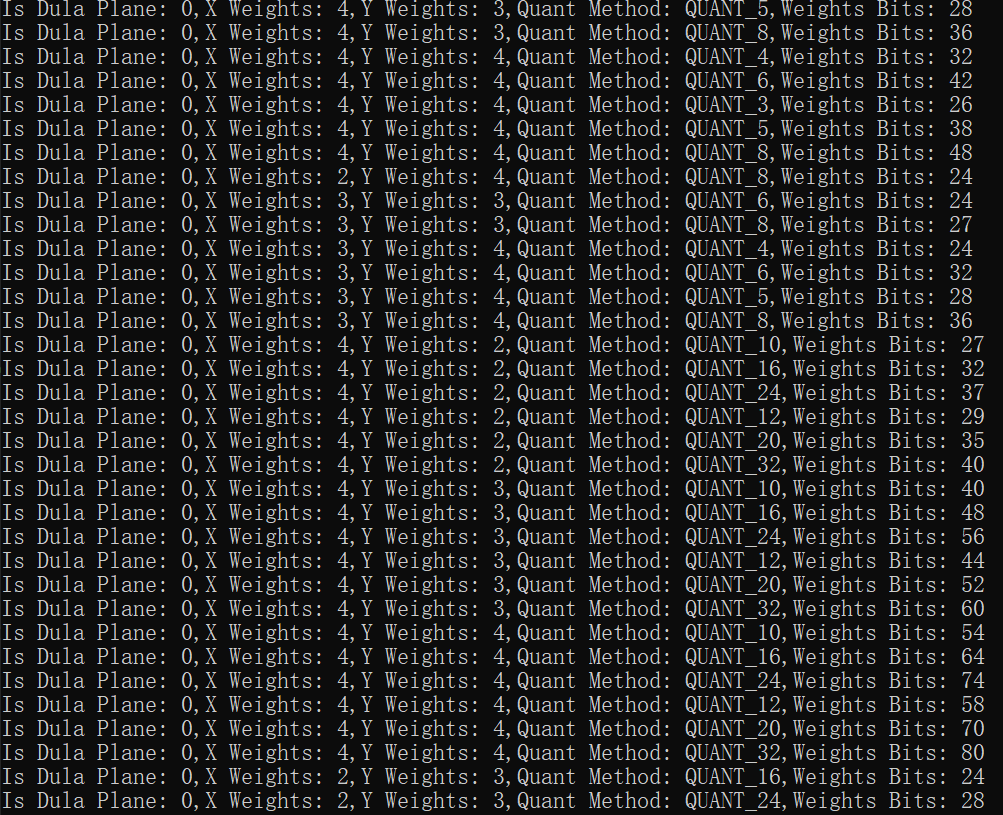 Is Dula Plane: 0,X Weights: 4,Y Weights: 3,Quant Method: QUANT_5,Weights Bits: 28
Is Dula Plane: 0,X Weights: 4,Y Weights: 3,Quant Method: QUANT_8,Weights Bits: 36
Is Dula Plane: 0,X Weights: 4,Y Weights: 4,Quant Method: QUANT_4,Weights Bits: 32
Is Dula Plane: 0,X Weights: 4,Y Weights: 4,Quant Method: QUANT_6,Weights Bits: 42
Is Dula Plane: 0,X Weights: 4,Y Weights: 4,Quant Method: QUANT_3,Weights Bits: 26
Is Dula Plane: 0,X Weights: 4,Y Weights: 4,Quant Method: QUANT_5,Weights Bits: 38
Is Dula Plane: 0,X Weights: 4,Y Weights: 4,Quant Method: QUANT_8,Weights Bits: 48
Is Dula Plane: 0,X Weights: 2,Y Weights: 4,Quant Method: QUANT_8,Weights Bits: 24
Is Dula Plane: 0,X Weights: 3,Y Weights: 3,Quant Method: QUANT_6,Weights Bits: 24
Is Dula Plane: 0,X Weights: 3,Y Weights: 3,Quant Method: QUANT_8,Weights Bits: 27
Is Dula Plane: 0,X Weights: 3,Y Weights: 4,Quant Method: QUANT_4,Weights Bits: 24
Is Dula Plane: 0,X Weights: 3,Y Weights: 4,Quant Method: QUANT_6,Weights Bits: 32
Is Dula Plane: 0,X Weights: 3,Y Weights: 4,Quant Method: QUANT_5,Weights Bits: 28
Is Dula Plane: 0,X Weights: 3,Y Weights: 4,Quant Method: QUANT_8,Weights Bits: 36
Is Dula Plane: 0,X Weights: 4,Y Weights: 2,Quant Method: QUANT_10,Weights Bits: 27
Is Dula Plane: 0,X Weights: 4,Y Weights: 2,Quant Method: QUANT_16,Weights Bits: 32
Is Dula Plane: 0,X Weights: 4,Y Weights: 2,Quant Method: QUANT_24,Weights Bits: 37
Is Dula Plane: 0,X Weights: 4,Y Weights: 2,Quant Method: QUANT_12,Weights Bits: 29
Is Dula Plane: 0,X Weights: 4,Y Weights: 2,Quant Method: QUANT_20,Weights Bits: 35
Is Dula Plane: 0,X Weights: 4,Y Weights: 2,Quant Method: QUANT_32,Weights Bits: 40
Is Dula Plane: 0,X Weights: 4,Y Weights: 3,Quant Method: QUANT_10,Weights Bits: 40
Is Dula Plane: 0,X Weights: 4,Y Weights: 3,Quant Method: QUANT_16,Weights Bits: 48
Is Dula Plane: 0,X Weights: 4,Y Weights: 3,Quant Method: QUANT_24,Weights Bits: 56
Is Dula Plane: 0,X Weights: 4,Y Weights: 3,Quant Method: QUANT_12,Weights Bits: 44
Is Dula Plane: 0,X Weights: 4,Y Weights: 3,Quant Method: QUANT_20,Weights Bits: 52
Is Dula Plane: 0,X Weights: 4,Y Weights: 3,Quant Method: QUANT_32,Weights Bits: 60
Is Dula Plane: 0,X Weights: 4,Y Weights: 4,Quant Method: QUANT_10,Weights Bits: 54
Is Dula Plane: 0,X Weights: 4,Y Weights: 4,Quant Method: QUANT_16,Weights Bits: 64
Is Dula Plane: 0,X Weights: 4,Y Weights: 4,Quant Method: QUANT_24,Weights Bits: 74
Is Dula Plane: 0,X Weights: 4,Y Weights: 4,Quant Method: QUANT_12,Weights Bits: 58
Is Dula Plane: 0,X Weights: 4,Y Weights: 4,Quant Method: QUANT_20,Weights Bits: 70
Is Dula Plane: 0,X Weights: 4,Y Weights: 4,Quant Method: QUANT_32,Weights Bits: 80
Is Dula Plane: 0,X Weights: 2,Y Weights: 3,Quant Method: QUANT_16,Weights Bits: 24
Is Dula Plane: 0,X Weights: 2,Y Weights: 3,Quant Method: QUANT_24,Weights Bits: 28